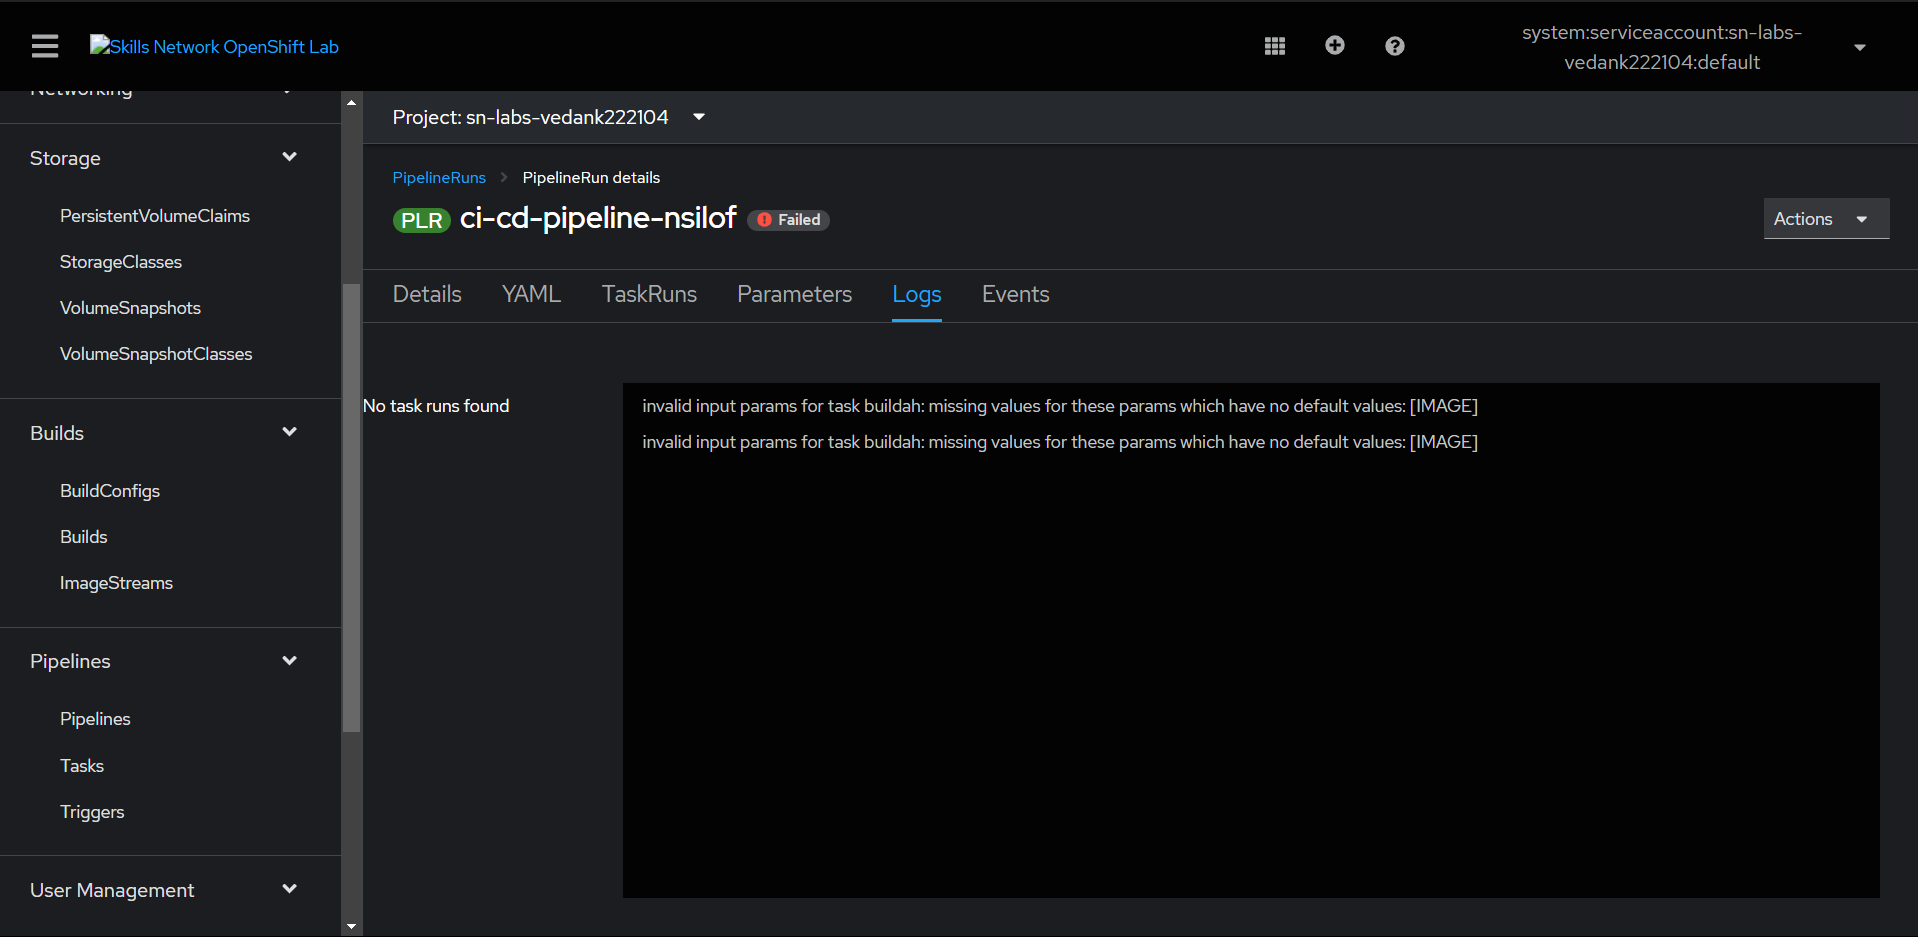 Skills Network OpenShift Lab
system:serviceaccount:sn-labs-
vedank222104:default
Networking
Storage
PersistentVolumeClaims
StorageClasses
VolumeSnapshots
VolumeSnapshotClasses
Builds
BuildConfigs
Builds
ImageStreams
Pipelines
Pipelines
Tasks
Triggers
User Management
Project: sn-labs-vedank222104
PipelineRuns PipelineRun details
PLR ci-cd-pipeline-nsilof Failed
Actions
Details YAML TaskRuns Parameters Logs Events
No task runs found
invalid input params for task buildah: missing values for these params which have no default values: [IMAGE]
invalid input params for task buildah: missing values for these params which have no default values: [IMAGE]